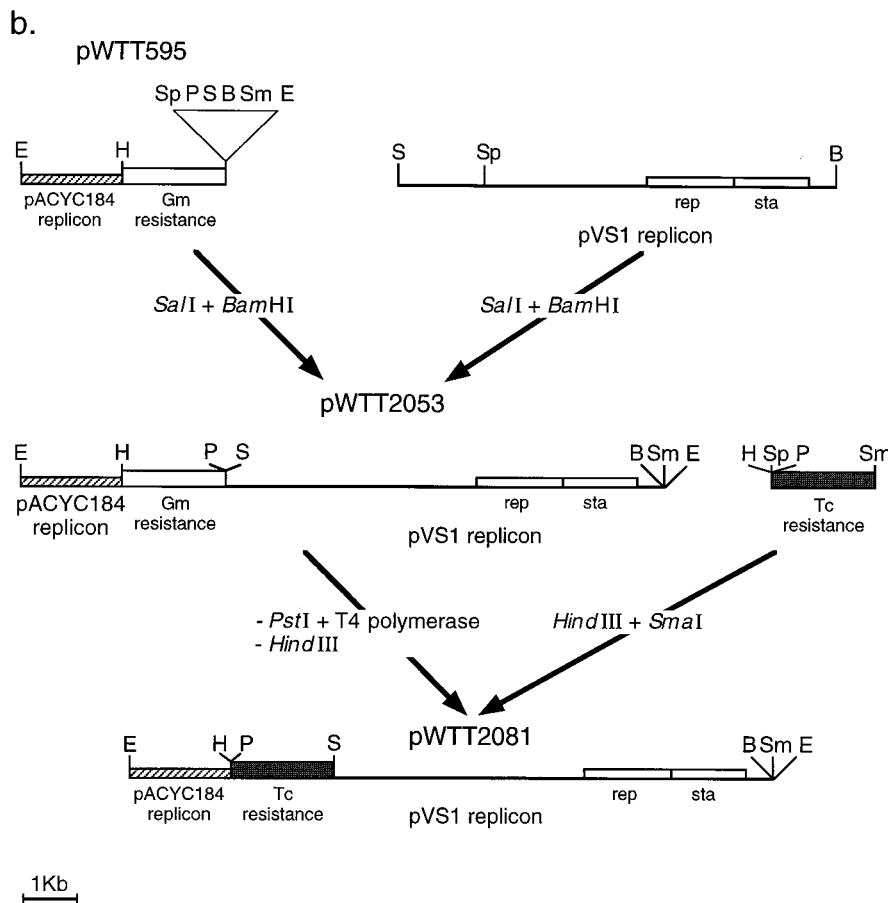 b.
pWTT595
Sp P S B Sm E
E H
pACYC184 replicon
Gm resistance
S Sp B
rep sta
pVS1 replicon
SalI + BamHI
SalI + BamHI
pWTT2053
E H P S B Sm E
pACYC184 replicon
Gm resistance
rep sta
pVS1 replicon
H Sp P Sm
Tc resistance
- PstI + T4 polymerase
- HindIII
HindIII + SmaI
pWTT2081
E H P S B Sm E
pACYC184 replicon
Tc resistance
rep sta
pVS1 replicon
1Kb